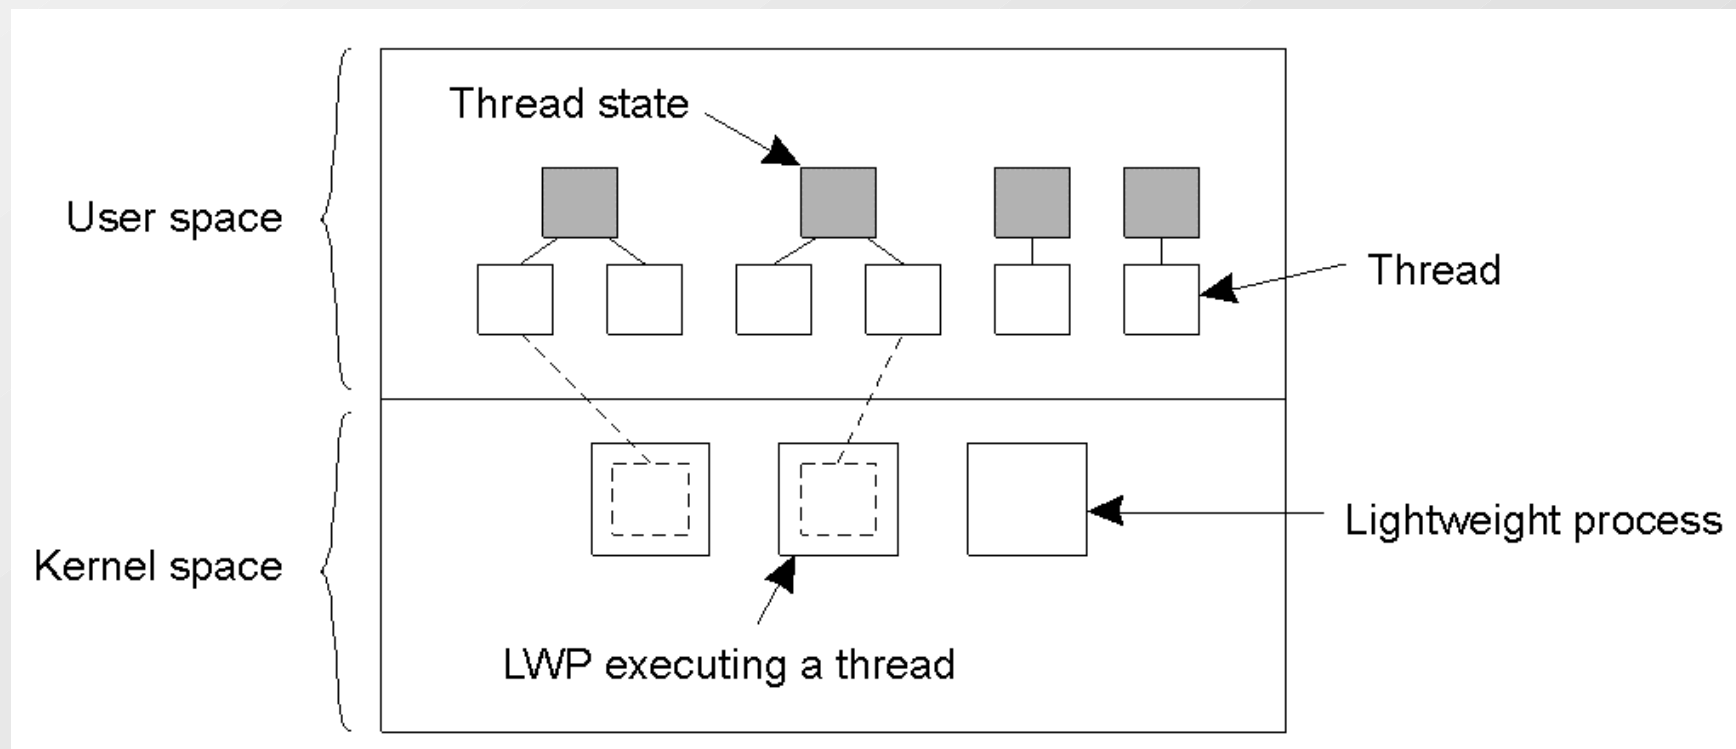 Thread state
User space
Thread
Lightweight process
Kernel space
LWP executing a thread